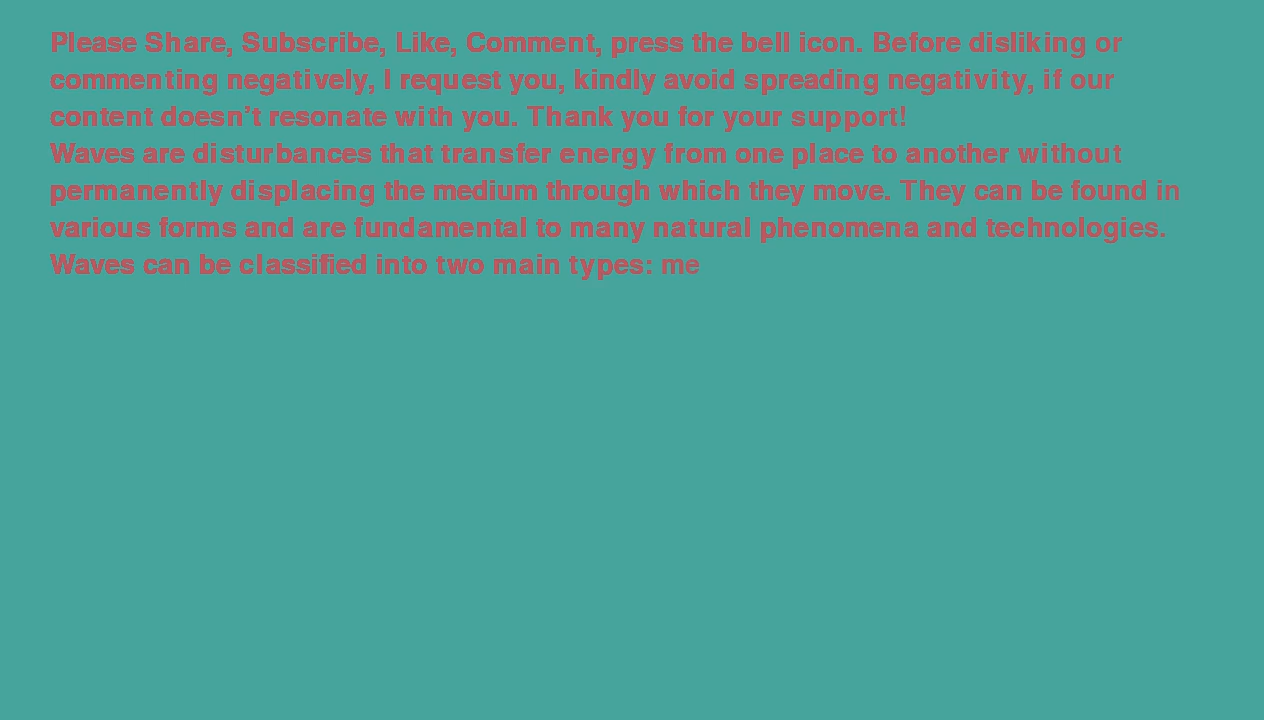 Please Share, Subscribe, Like, Comment, press the bell icon. Before disliking or
commenting negatively, I request you, kindly avoid spreading negativity, if our
content doesn’t resonate with you. Thank you for your support!
Waves are disturbances that transfer energy from one place to another without
permanently displacing the medium through which they move. They can be found in
various forms and are fundamental to many natural phenomena and technologies.
Waves can be classified into two main types: me